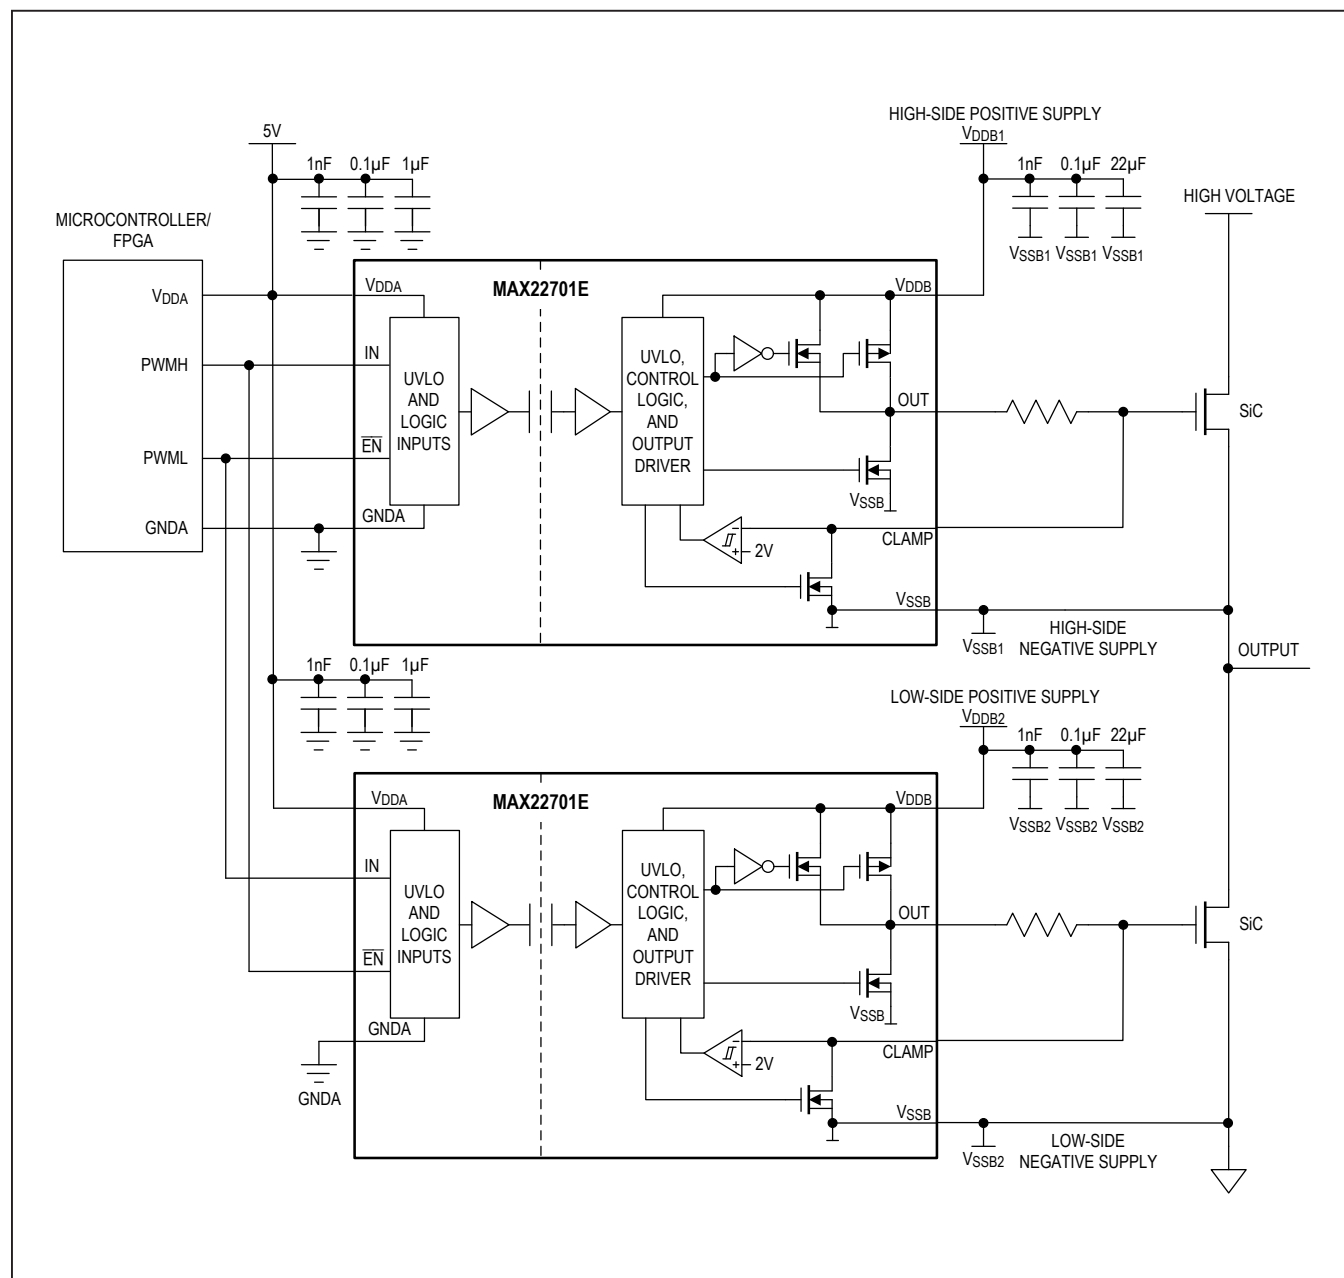 HIGH-SIDE POSITIVE SUPPLY
VDDB1
5V
1nF 0.1µF 1µF
1nF 0.1µF 22µF
HIGH VOLTAGE
MICROCONTROLLER/
FPGA
VSSB1 VSSB1 VSSB1
VDDA
VDDA
MAX22701E
VDDB
PWMH
IN
UVLO
AND
LOGIC
INPUTS
UVLO,
CONTROL
LOGIC,
AND
OUTPUT
DRIVER
OUT
SiC
EN
PWML
VSSB
GNDA
GNDA
CLAMP
2V
VSSB
VSSB1
HIGH-SIDE
NEGATIVE SUPPLY
OUTPUT
1nF 0.1µF 1µF
LOW-SIDE POSITIVE SUPPLY
VDDB2
1nF 0.1µF 22µF
VSSB2 VSSB2 VSSB2
VDDA
MAX22701E
VDDB
IN
UVLO
AND
LOGIC
INPUTS
UVLO,
CONTROL
LOGIC,
AND
OUTPUT
DRIVER
OUT
SiC
EN
VSSB
GNDA
CLAMP
2V
GNDA
VSSB
VSSB2
LOW-SIDE
NEGATIVE SUPPLY